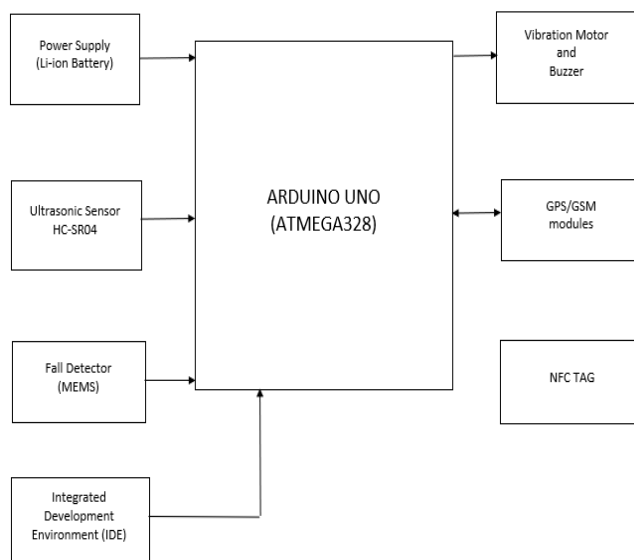 Power Supply
(Li-ion Battery)
Vibration Motor
and
Buzzer
Ultrasonic Sensor
HC-SR04
ARDUINO UNO
(ATMEGA328)
GPS/GSM
modules
Fall Detector
(MEMS)
NFC TAG
Integrated
Development
Environment (IDE)